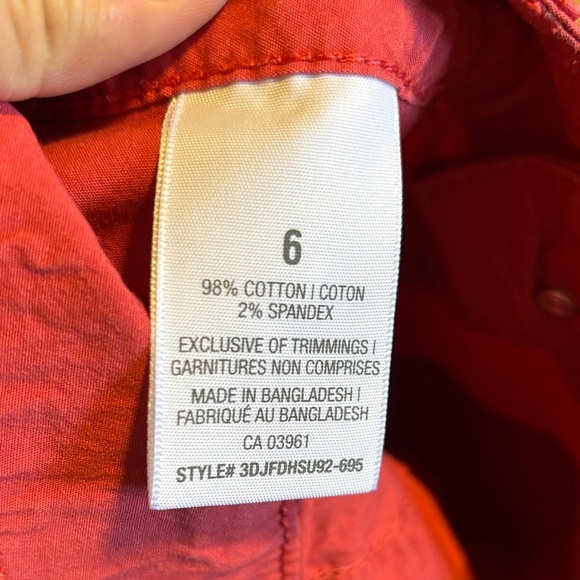 6
98% COTTON | COTON
2% SPANDEX
EXCLUSIVE OF TRIMMINGS |
GARNITURES NON COMPRISES
MADE IN BANGLADESH |
FABRIQUÉ AU BANGLADESH
CA 03961
STYLE# 3DJFDHSU92-695